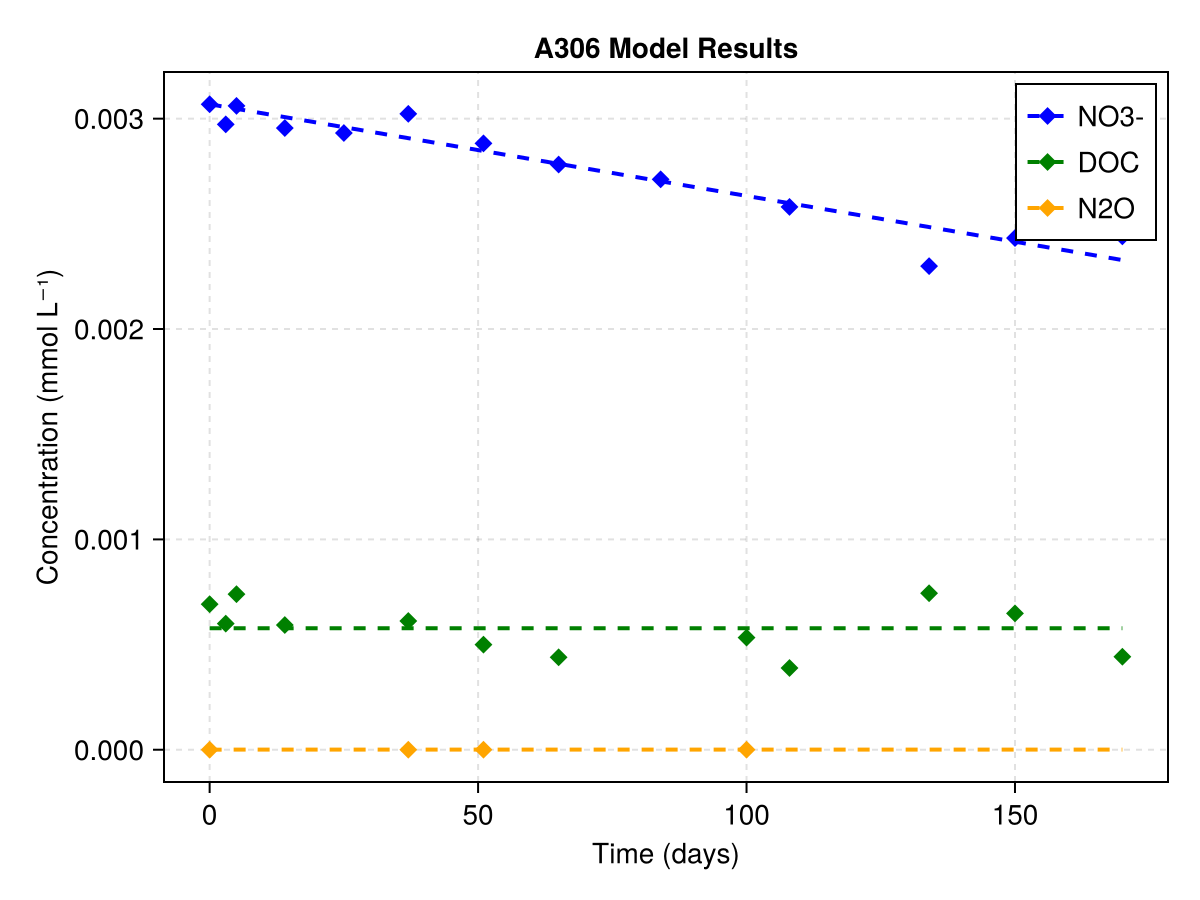 A306 Model Results
NO3-
DOC
N2O
0.003
0.002
0.001
0.000
Concentration (mmol L⁻¹)
0
50
100
150
Time (days)